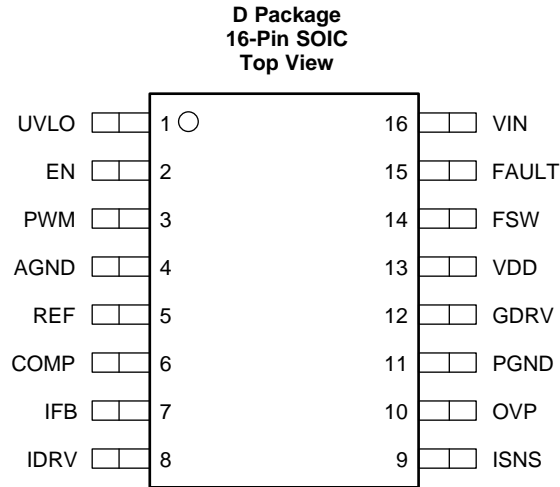 D Package
16-Pin SOIC
Top View
UVLO 1 16 VIN
EN 2 15 FAULT
PWM 3 14 FSW
AGND 4 13 VDD
REF 5 12 GDRV
COMP 6 11 PGND
IFB 7 10 OVP
IDRV 8 9 ISNS